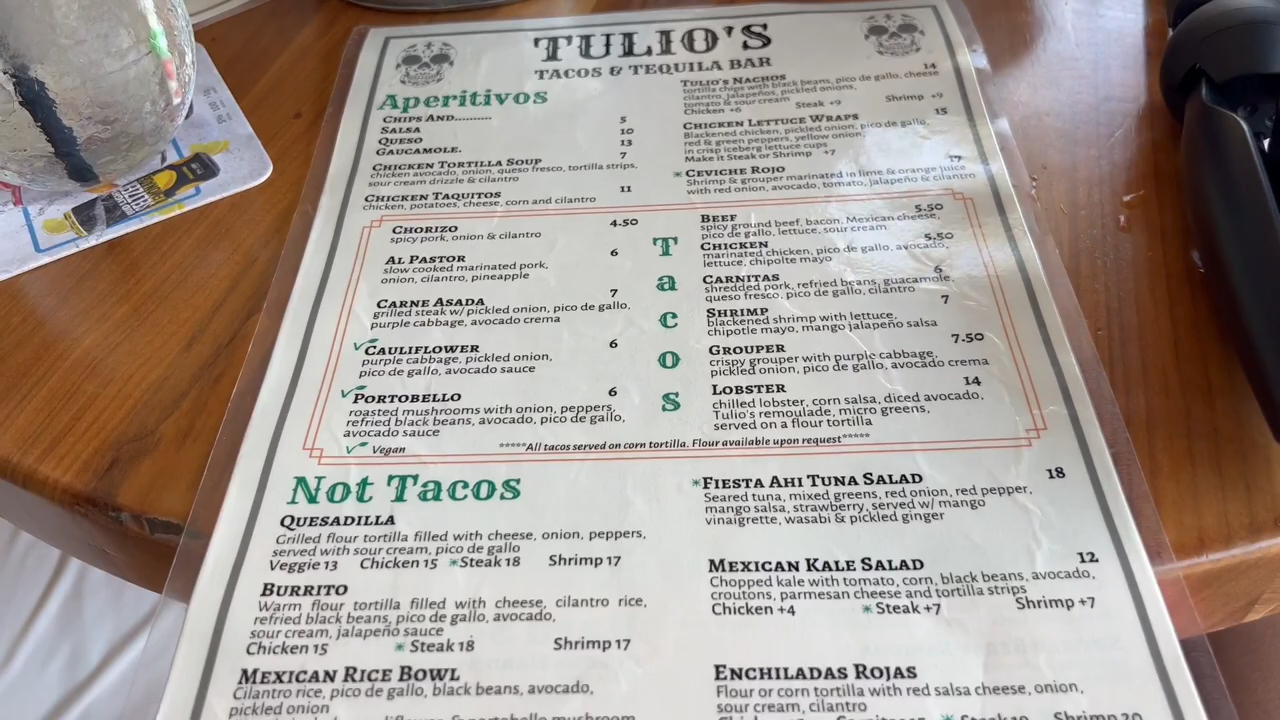 TULIO'S
TACOS & TEQUILA BAR
Aperitivos
CHIPS AND..........
SALSA 5
QUESO 10
GAUCAMOLE. 13
CHICKEN TORTILLA SOUP 7
chicken avocado, onion, queso fresco, tortilla strips,
sour cream drizzle & cilantro
CHICKEN TAQUITOS 11
chicken, potatoes, cheese, corn and cilantro
TULIO'S NACHOS 14
tortilla chips with black beans, pico de gallo, cheese
cilantro, jalapeños, pickled onions,
tomato & sour cream
Chicken +6 Steak +9 Shrimp +9
CHICKEN LETTUCE WRAPS 15
Blackened chicken, pickled onion, pico de gallo,
red & green peppers, yellow onion,
in crisp iceberg lettuce cups
Make it Steak or Shrimp +7
*CEVICHE ROJO 17
Shrimp & grouper marinated in lime & orange juice
with red onion, avocado, tomato, jalapeño & cilantro
Tacos
CHORIZO 4.50
spicy pork, onion & cilantro
AL PASTOR 6
slow cooked marinated pork,
onion, cilantro, pineapple
CARNE ASADA 7
grilled steak w/ pickled onion, pico de gallo,
purple cabbage, avocado crema
CAULIFLOWER 6
purple cabbage, pickled onion,
pico de gallo, avocado sauce
PORTOBELLO 6
roasted mushrooms with onion, peppers,
refried black beans, avocado, pico de gallo,
avocado sauce
Vegan
BEEF 5.50
spicy ground beef, bacon, Mexican cheese,
pico de gallo, lettuce, sour cream
CHICKEN 5.50
marinated chicken, pico de gallo, avocado,
lettuce, chipolte mayo
CARNITAS 6
shredded pork, refried beans, guacamole,
queso fresco, pico de gallo, cilantro
SHRIMP 7
blackened shrimp with lettuce,
chipotle mayo, mango jalapeño salsa
GROUPER 7.50
crispy grouper with purple cabbage,
pickled onion, pico de gallo, avocado crema
LOBSTER 14
chilled lobster, corn salsa, diced avocado,
Tulio's remoulade, micro greens,
served on a flour tortilla
*****All tacos served on corn tortilla. Flour available upon request*****
Not Tacos
QUESADILLA
Grilled flour tortilla filled with cheese, onion, peppers,
served with sour cream, pico de gallo
Veggie 13 Chicken 15 *Steak 18 Shrimp 17
BURRITO
Warm flour tortilla filled with cheese, cilantro rice,
refried black beans, pico de gallo, avocado,
sour cream, jalapeño sauce
Chicken 15 *Steak 18 Shrimp 17
MEXICAN RICE BOWL
Cilantro rice, pico de gallo, black beans, avocado,
pickled onion
portobello mushroom
*FIESTA AHI TUNA SALAD 18
Seared tuna, mixed greens, red onion, red pepper,
mango salsa, strawberry, served w/ mango
vinaigrette, wasabi & pickled ginger
MEXICAN KALE SALAD 12
Chopped kale with tomato, corn, black beans, avocado,
croutons, parmesan cheese and tortilla strips
Chicken +4 *Steak +7 Shrimp +7
ENCHILADAS ROJAS
Flour or corn tortilla with red salsa cheese, onion,
sour cream, cilantro
Shrimp 20